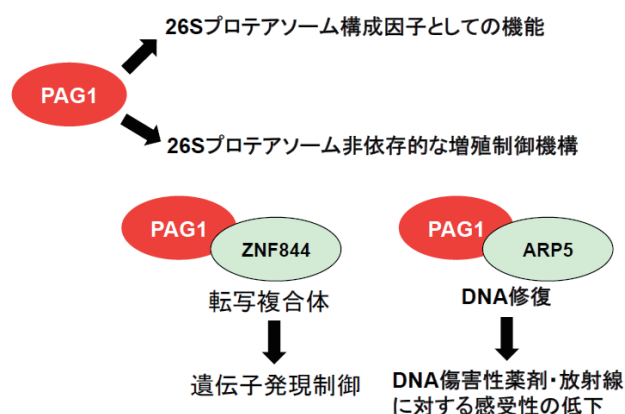 26Sプロテアソーム構成因子としての機能
PAG1
26Sプロテアソーム非依存的な増殖制御機構
PAG1
ZNF844
転写複合体
遺伝子発現制御
PAG1
ARP5
DNA修復
DNA傷害性薬剤・放射線
に対する感受性の低下